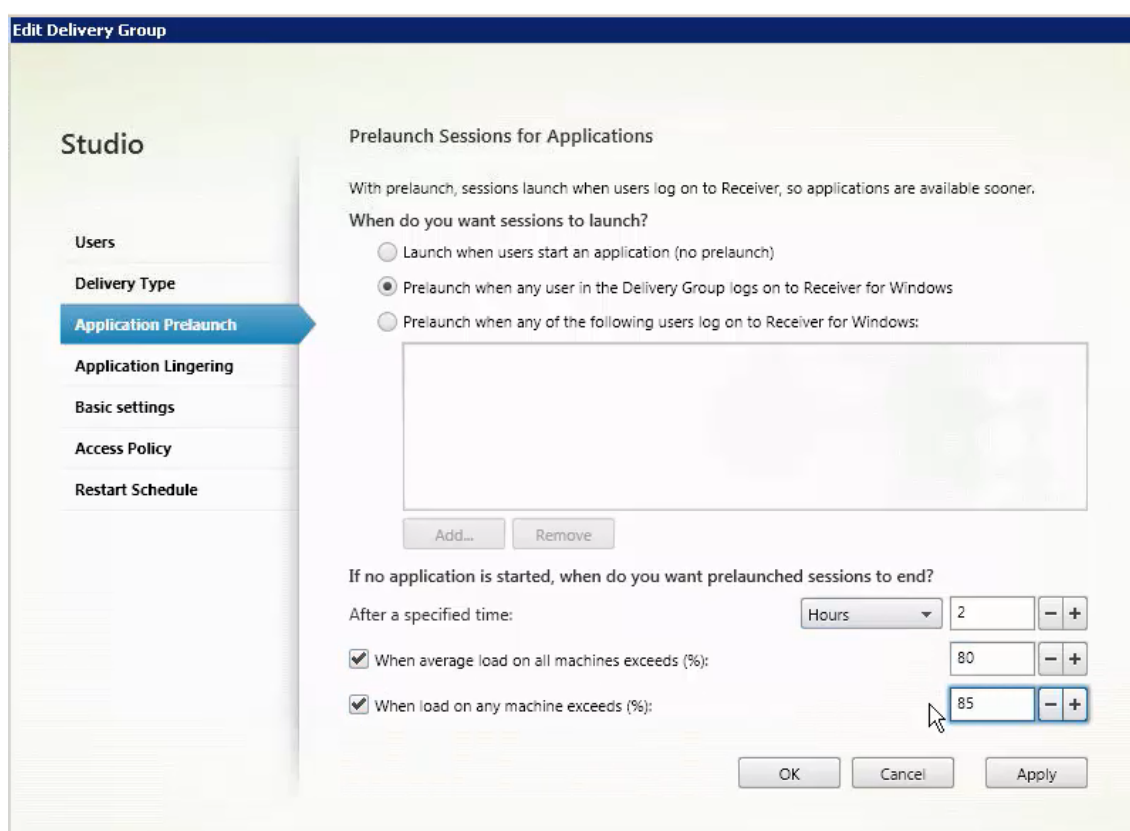 Edit Delivery Group
Studio
Users
Delivery Type
Application Prelaunch
Application Lingering
Basic settings
Access Policy
Restart Schedule
Prelaunch Sessions for Applications
With prelaunch, sessions launch when users log on to Receiver, so applications are available sooner.
When do you want sessions to launch?
Launch when users start an application (no prelaunch)
Prelaunch when any user in the Delivery Group logs on to Receiver for Windows
Prelaunch when any of the following users log on to Receiver for Windows:
Add... Remove
If no application is started, when do you want prelaunched sessions to end?
After a specified time: Hours 2 - +
When average load on all machines exceeds (%): 80 - +
When load on any machine exceeds (%): 85 - +
OK Cancel Apply